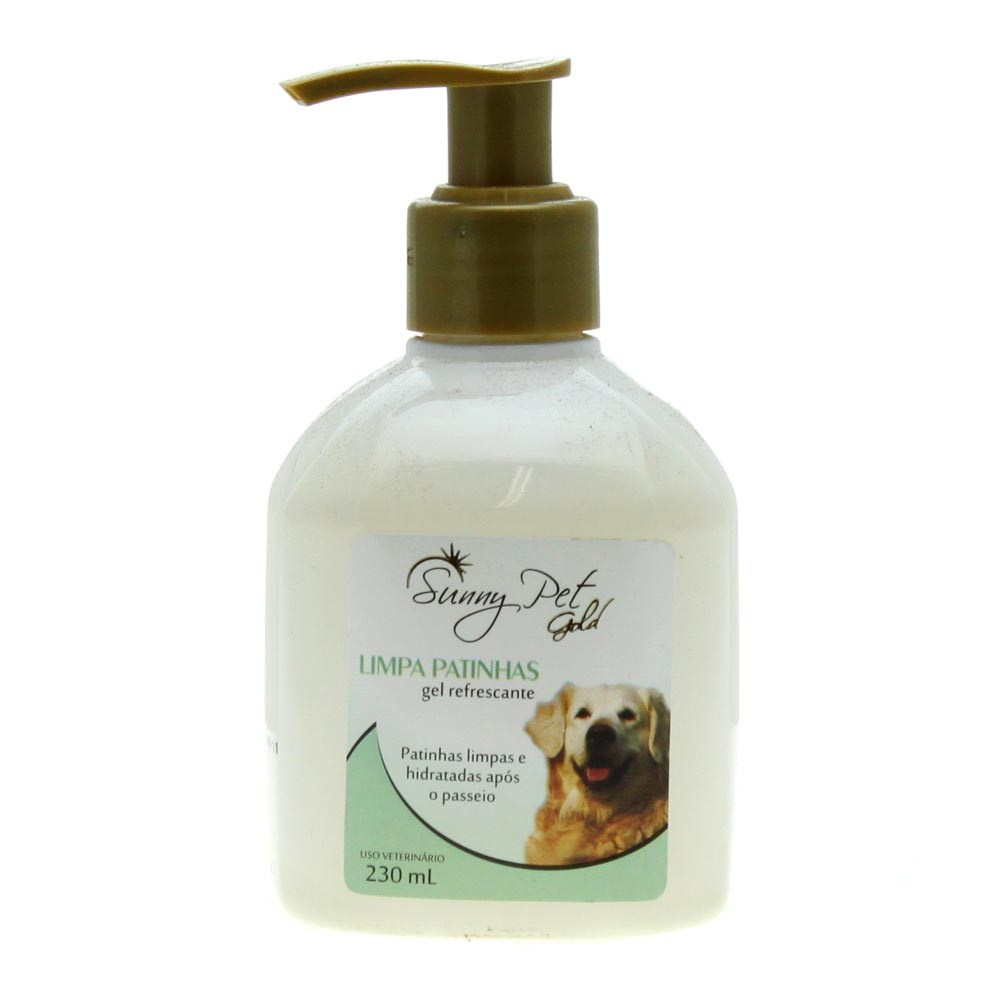 Sunny Pet
Gold
LIMPA PATINHAS
gel refrescante
Patinhas limpas e
hidratadas após
o passeio
USO VETERINÁRIO
230 mL